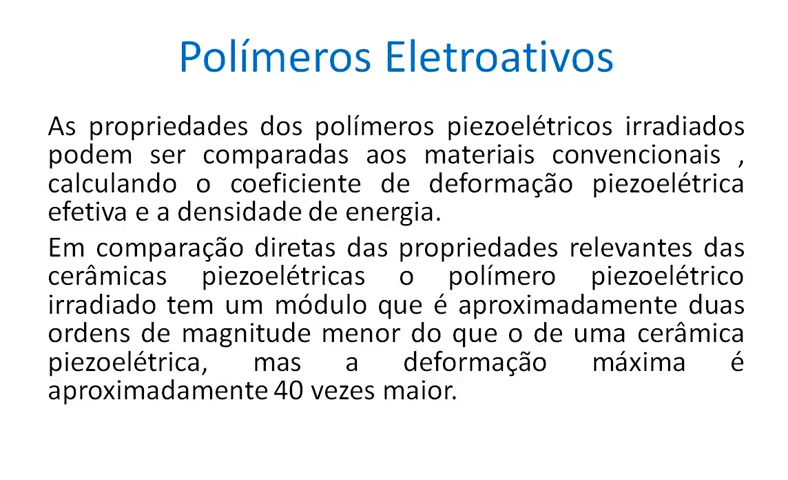 Polímeros Eletroativos
As propriedades dos polímeros piezoelétricos irradiados
podem ser comparadas aos materiais convencionais ,
calculando o coeficiente de deformação piezoelétrica
efetiva e a densidade de energia.
Em comparação diretas das propriedades relevantes das
cerâmicas piezoelétricas o polímero piezoelétrico
irradiado tem um módulo que é aproximadamente duas
ordens de magnitude menor do que o de uma cerâmica
piezoelétrica, mas a deformação máxima é
aproximadamente 40 vezes maior.